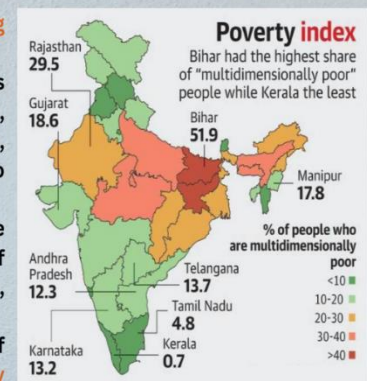 Poverty index
Bihar had the highest share
of "multidimensionally poor"
people while Kerala the least
Rajasthan
29.5
Gujarat
18.6
Bihar
51.9
Manipur
17.8
Andhra
Pradesh
12.3
Telangana
13.7
Tamil Nadu
4.8
Kerala
0.7
Karnataka
13.2
% of people who
are multidimensionally
poor
<10
10-20
20-30
30-40
>40